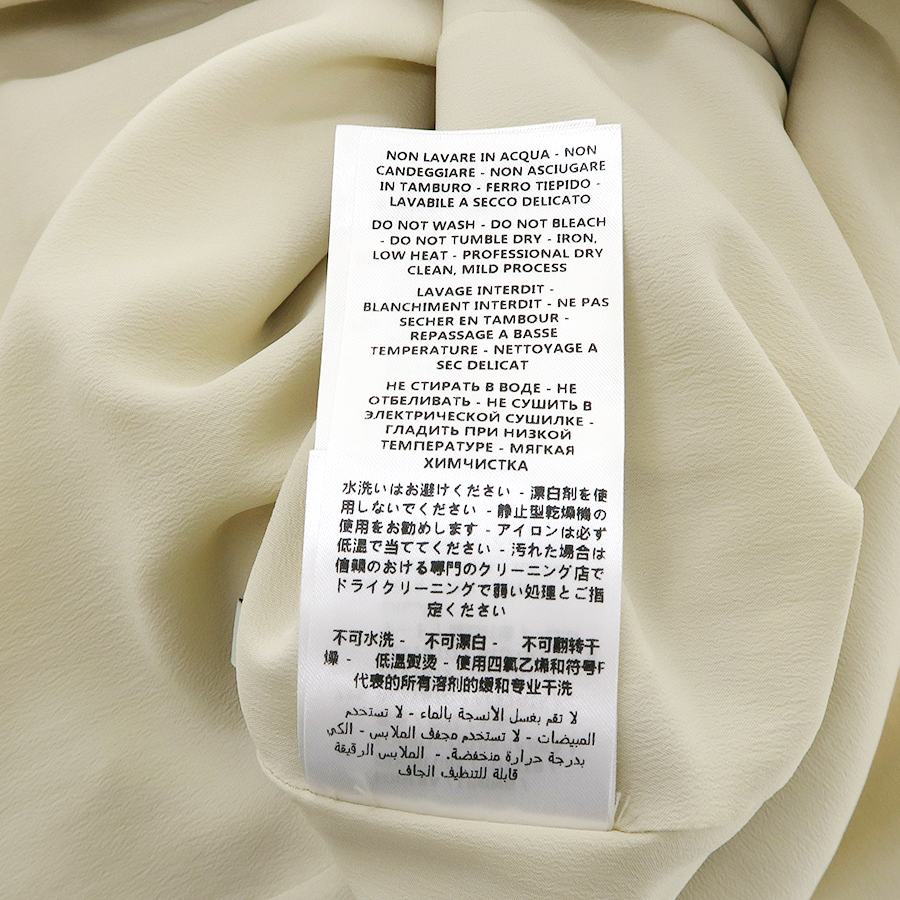 NON LAVARE IN ACQUA - NON
CANDEGGIARE - NON ASCIUGARE
IN TAMBURO - FERRO TIEPIDO -
LAVABILE A SECCO DELICATO
DO NOT WASH - DO NOT BLEACH
- DO NOT TUMBLE DRY - IRON,
LOW HEAT - PROFESSIONAL DRY
CLEAN, MILD PROCESS
LAVAGE INTERDIT -
BLANCHIMENT INTERDIT - NE PAS
SECHER EN TAMBOUR -
REPASSAGE A BASSE
TEMPERATURE - NETTOYAGE A
SEC DELICAT
НЕ СТИРАТЬ В ВОДЕ - НЕ
ОТБЕЛИВАТЬ - НЕ СУШИТЬ В
ЭЛЕКТРИЧЕСКОЙ СУШИЛКЕ -
ГЛАДИТЬ ПРИ НИЗКОЙ
ТЕМПЕРАТУРЕ - МЯГКАЯ
ХИМЧИСТКА
水洗いはお避けください - 漂白剤を使
用しないでください - 静止型乾燥機の
使用をお勧めします - アイロンは必ず
低温で当ててください - 汚れた場合は
信頼のおける専門のクリーニング店で
ドライクリーニングで弱い処理とご指
定ください
不可水洗 - 不可漂白 - 不可翻转干
燥 - 低温熨烫 - 使用四氯乙烯和符号F
代表的所有溶剂的缓和专业干洗
لا تقم بغسل الأنسجة بالماء - لا تستخدم
المبيضات - لا تستخدم مجفف الملابس - الكي
بدرجة حرارة منخفضة. - الملابس الرقيقة
قابلة للتنظيف الجاف